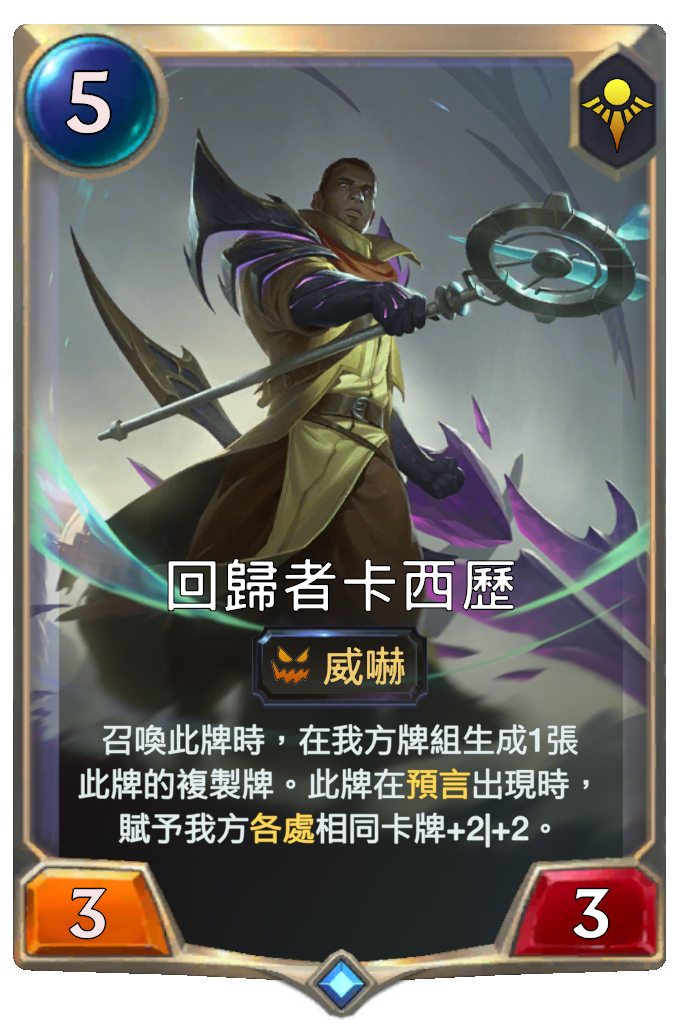 5
回歸者卡西歷
威嚇
召喚此牌時，在我方牌組生成1張
此牌的複製牌。此牌在預言出現時，
賦予我方各處相同卡牌+2|+2。
3
3